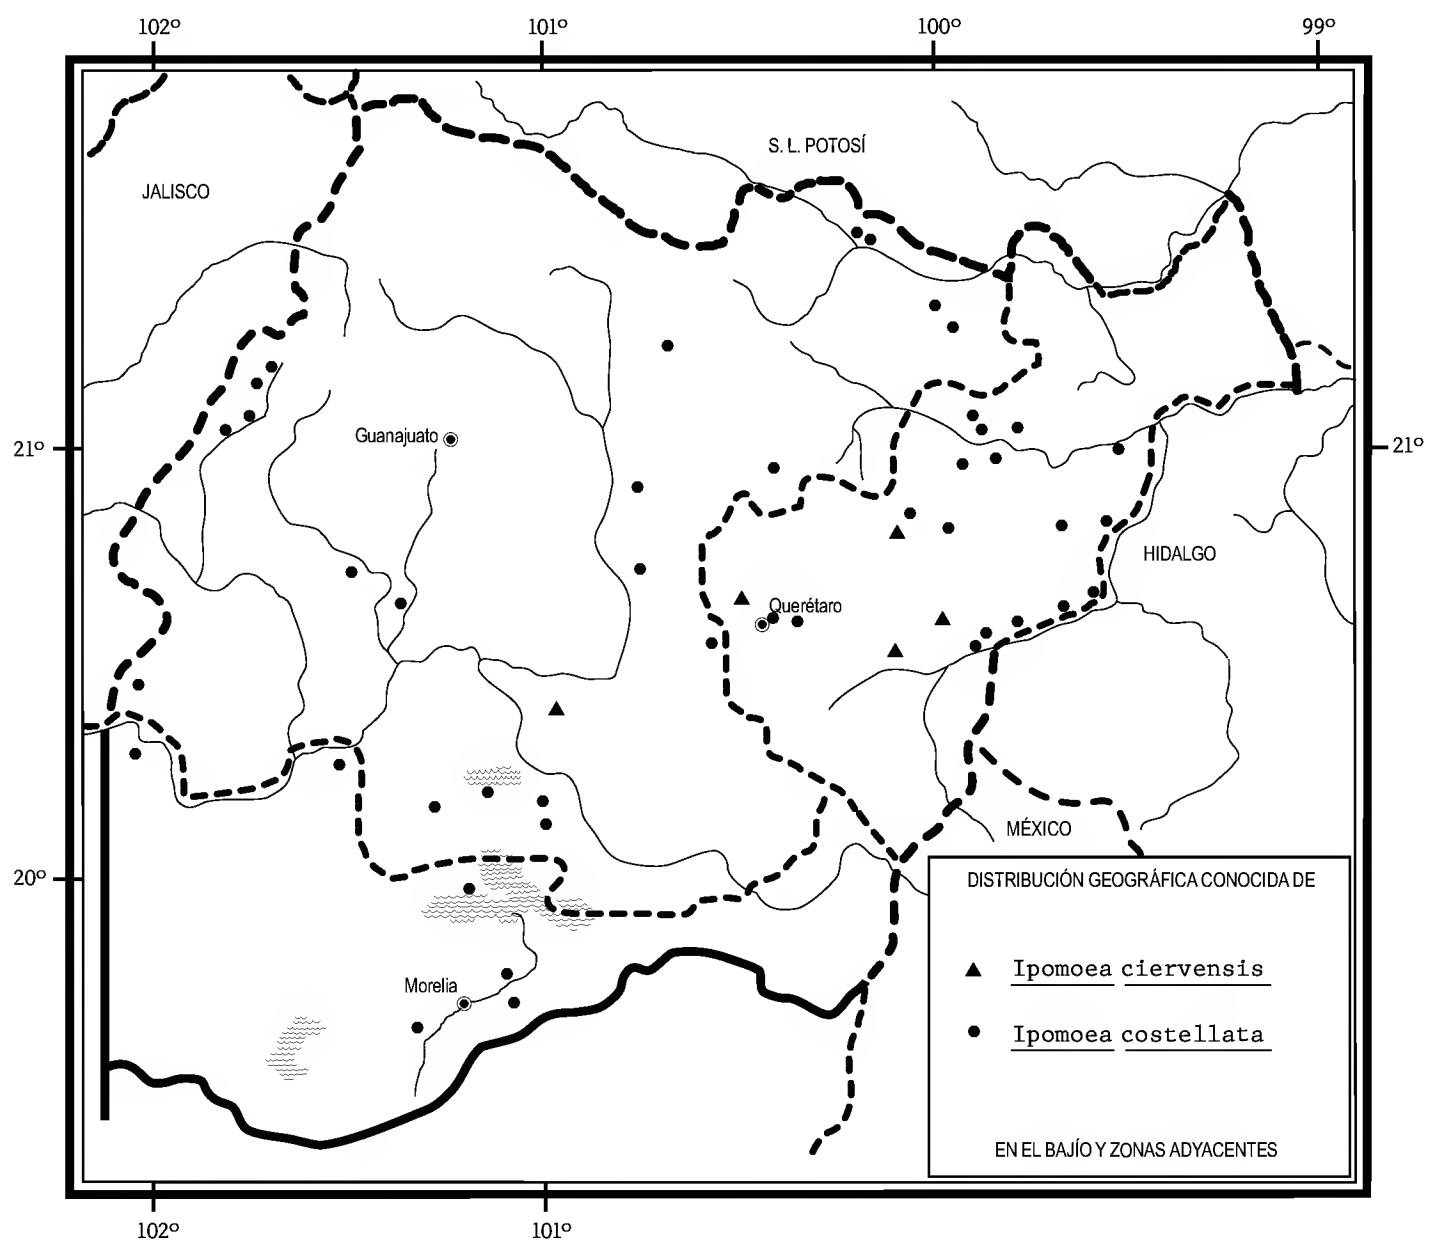 102º 101º 100º 99º
S. L. POTOSÍ
JALISCO
Guanajuato
21º 21º
HIDALGO
Querétaro
MÉXICO
20º
DISTRIBUCIÓN GEOGRÁFICA CONOCIDA DE
Ipomoea ciervensis
Morelia
Ipomoea costellata
EN EL BAJÍO Y ZONAS ADYACENTES
102º 101º